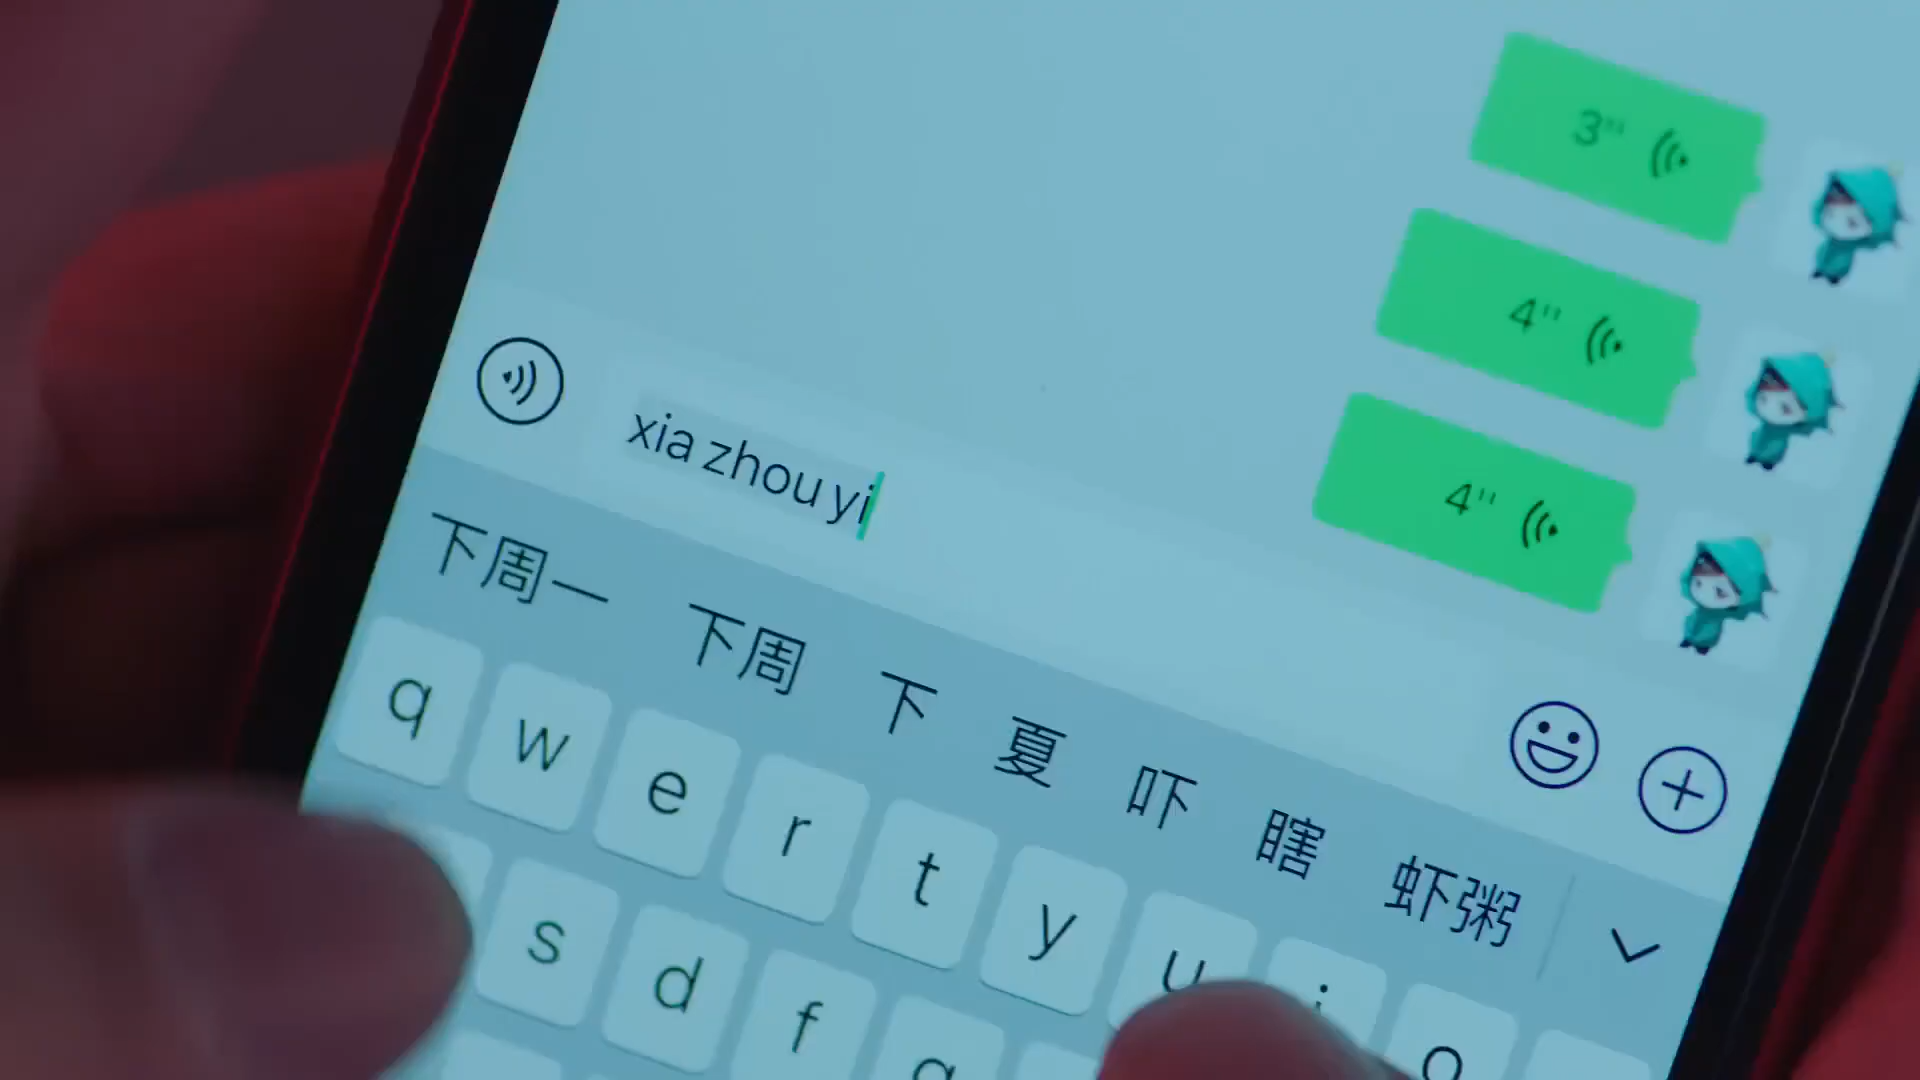 3"
4"
4"
xia zhou yi
下周一 下周 下 夏 吓 瞎 虾粥
q w e r t y u i o
s d f g